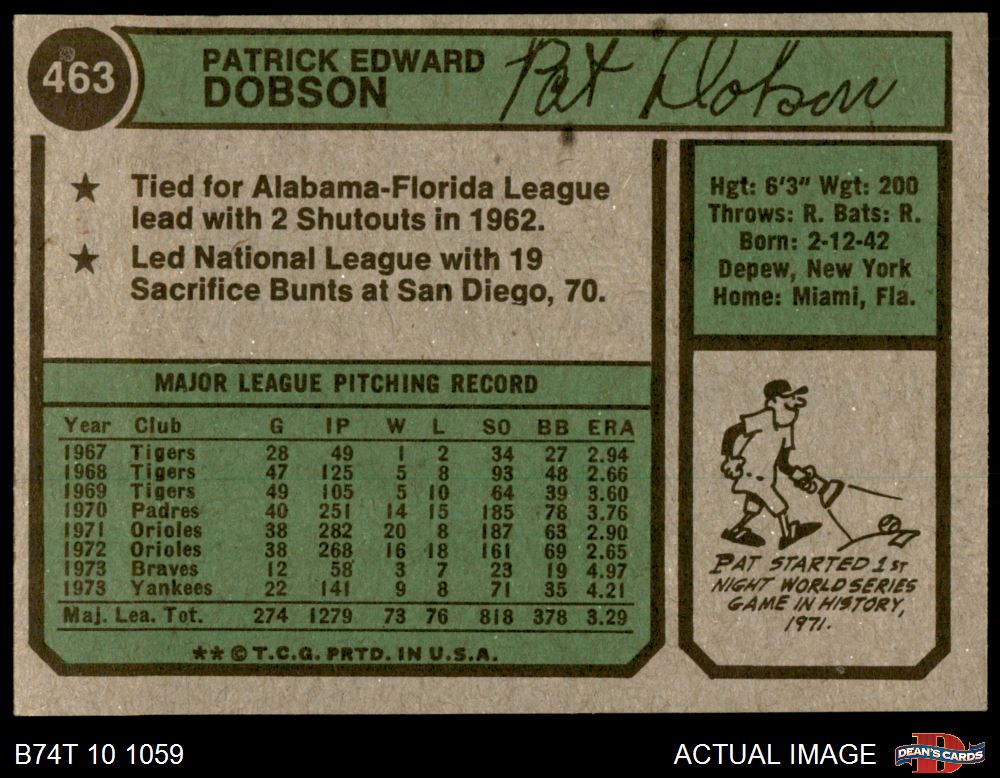 463
PATRICK EDWARD
DOBSON
Pat Dobson
★ Tied for Alabama-Florida League
lead with 2 Shutouts in 1962.
★ Led National League with 19
Sacrifice Bunts at San Diego, 70.
Hgt: 6'3" Wgt: 200
Throws: R. Bats: R.
Born: 2-12-42
Depew, New York
Home: Miami, Fla.
MAJOR LEAGUE PITCHING RECORD
Year Club G IP W L SO BB ERA
1967 Tigers 28 49 1 2 34 27 2.94
1968 Tigers 47 125 5 8 93 48 2.66
1969 Tigers 49 105 5 10 64 39 3.60
1970 Padres 40 251 14 15 185 78 3.76
1971 Orioles 38 282 20 8 187 63 2.90
1972 Orioles 38 268 16 18 161 69 2.65
1973 Braves 12 58 3 7 23 19 4.97
1973 Yankees 22 141 9 8 71 35 4.21
Maj. Lea. Tot. 274 1279 73 76 818 378 3.29
★★ © T.C.G. PRTD. IN U.S.A.
PAT STARTED 1ST
NIGHT WORLD SERIES
GAME IN HISTORY,
1971.
B74T 10 1059
ACTUAL IMAGE
DEAN'S CARDS